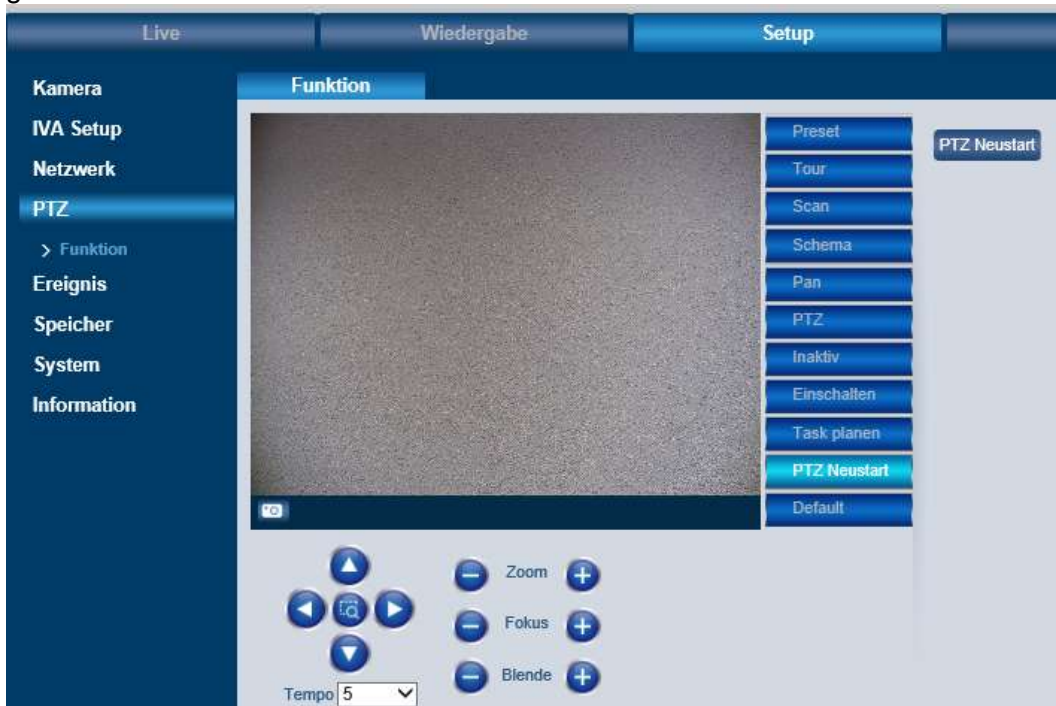 Live Wiedergabe Setup
Kamera
IVA Setup
Netzwerk
PTZ
> Funktion
Ereignis
Speicher
System
Information
Funktion
Preset
Tour
Scan
Schema
Pan
PTZ
Inaktiv
Einschalten
Task planen
PTZ Neustart
Default
PTZ Neustart
Zoom
Fokus
Blende
Tempo 5